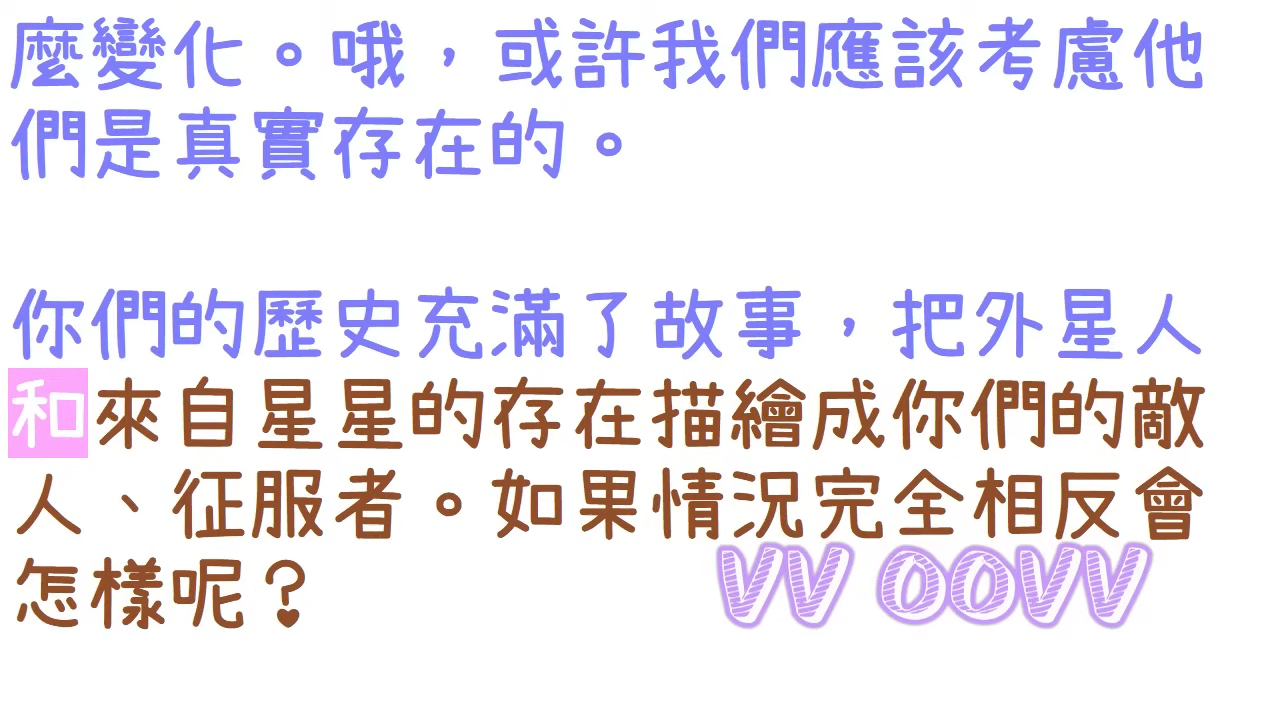 麼變化。哦，或許我們應該考慮他
們是真實存在的。
你們的歷史充滿了故事，把外星人
和來自星星的存在描繪成你們的敵
人、征服者。如果情況完全相反會
怎樣呢？
VV OOVV